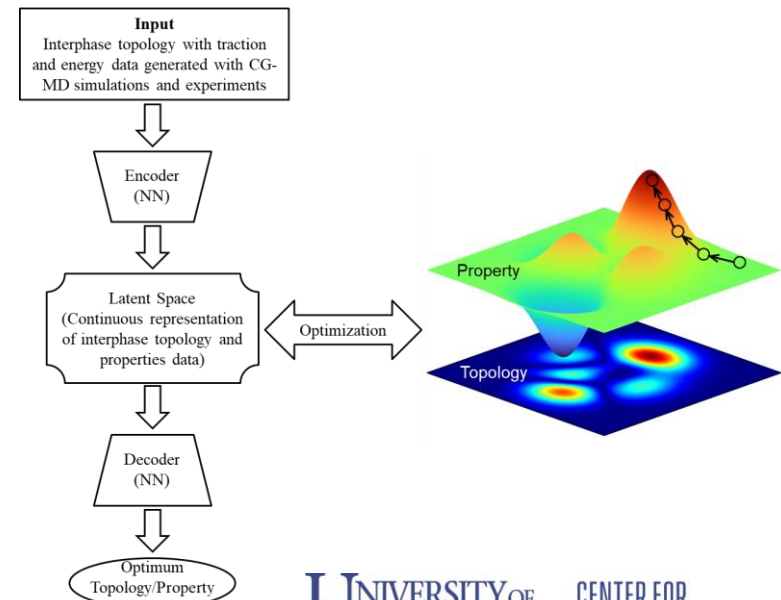 Input
Interphase topology with traction
and energy data generated with CG-
MD simulations and experiments
Encoder
(NN)
Latent Space
(Continuous representation
of interphase topology and
properties data)
Optimization
Property
Topology
Decoder
(NN)
Optimum
Topology/Property
UNIVERSITY OF
CENTER FOR